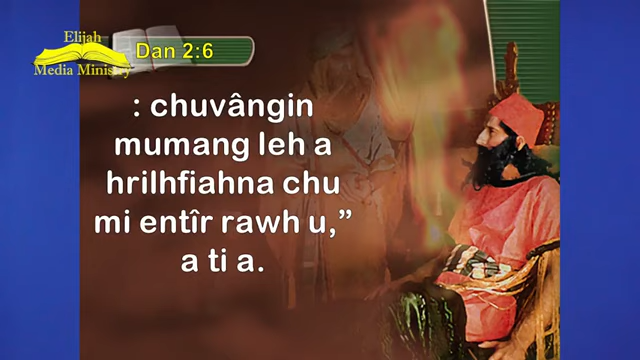 Elijah
Media Ministry
Dan 2:6
: chuvângin
mumang leh a
hrilhfiahna chu
mi entîr rawh u,”
a ti a.